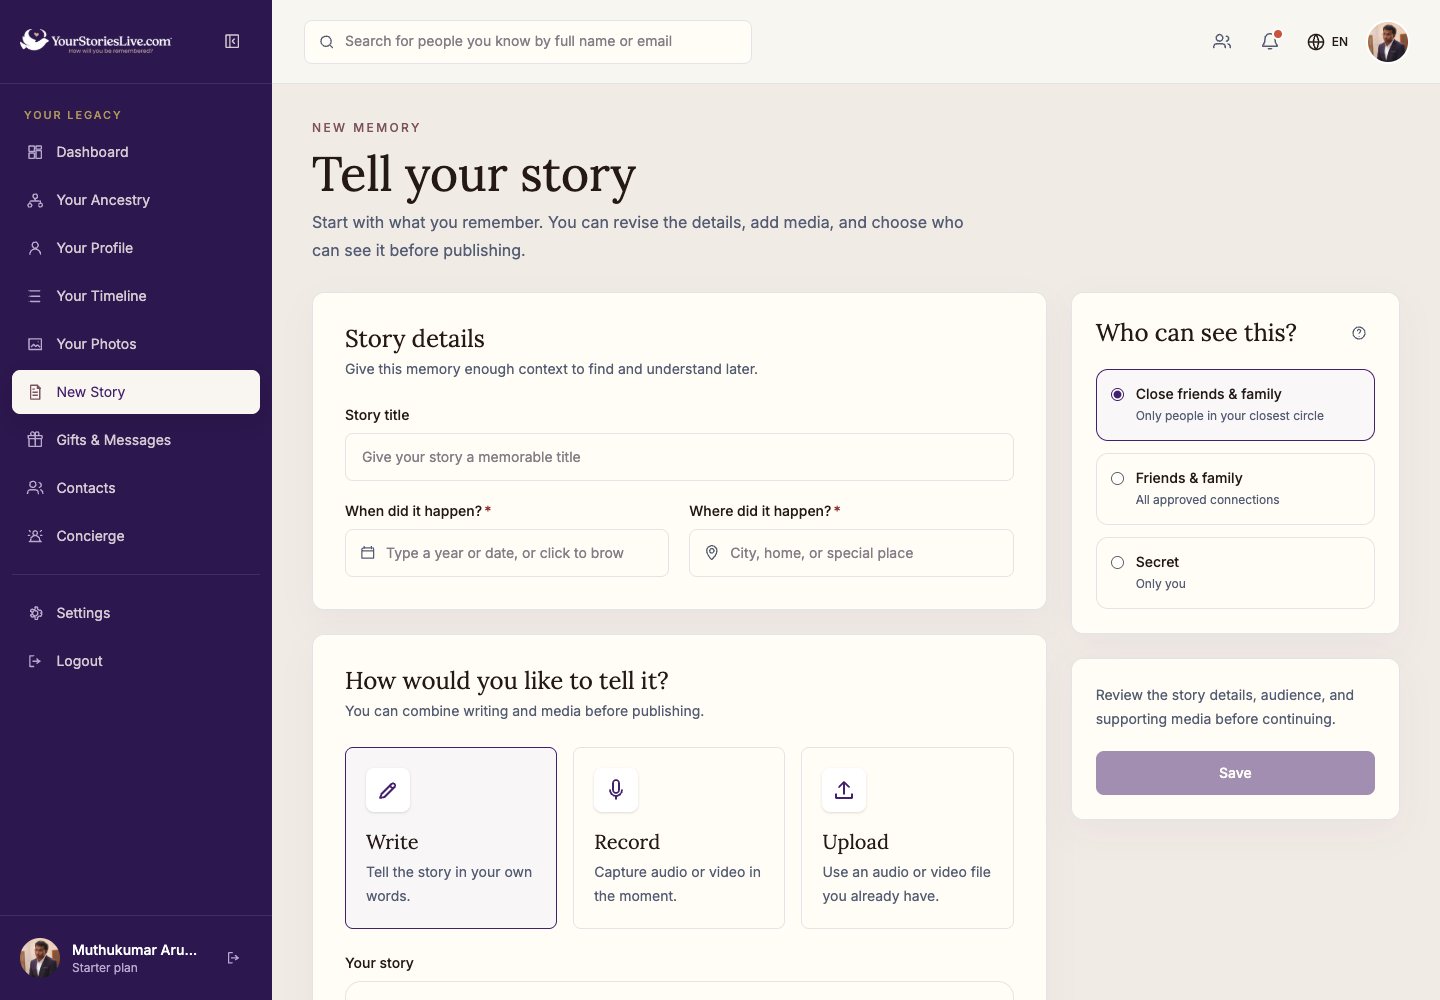 YourStoriesLive.com
How will you be remembered?
Search for people you know by full name or email
EN
YOUR LEGACY
Dashboard
Your Ancestry
Your Profile
Your Timeline
Your Photos
New Story
Gifts & Messages
Contacts
Concierge
Settings
Logout
Muthukumar Aru...
Starter plan
NEW MEMORY
Tell your story
Start with what you remember. You can revise the details, add media, and choose who
can see it before publishing.
Story details
Give this memory enough context to find and understand later.
Story title
Give your story a memorable title
When did it happen?*
Type a year or date, or click to brow
Where did it happen?*
City, home, or special place
How would you like to tell it?
You can combine writing and media before publishing.
Write
Tell the story in your own
words.
Record
Capture audio or video in
the moment.
Upload
Use an audio or video file
you already have.
Your story
Who can see this?
Close friends & family
Only people in your closest circle
Friends & family
All approved connections
Secret
Only you
Review the story details, audience, and
supporting media before continuing.
Save